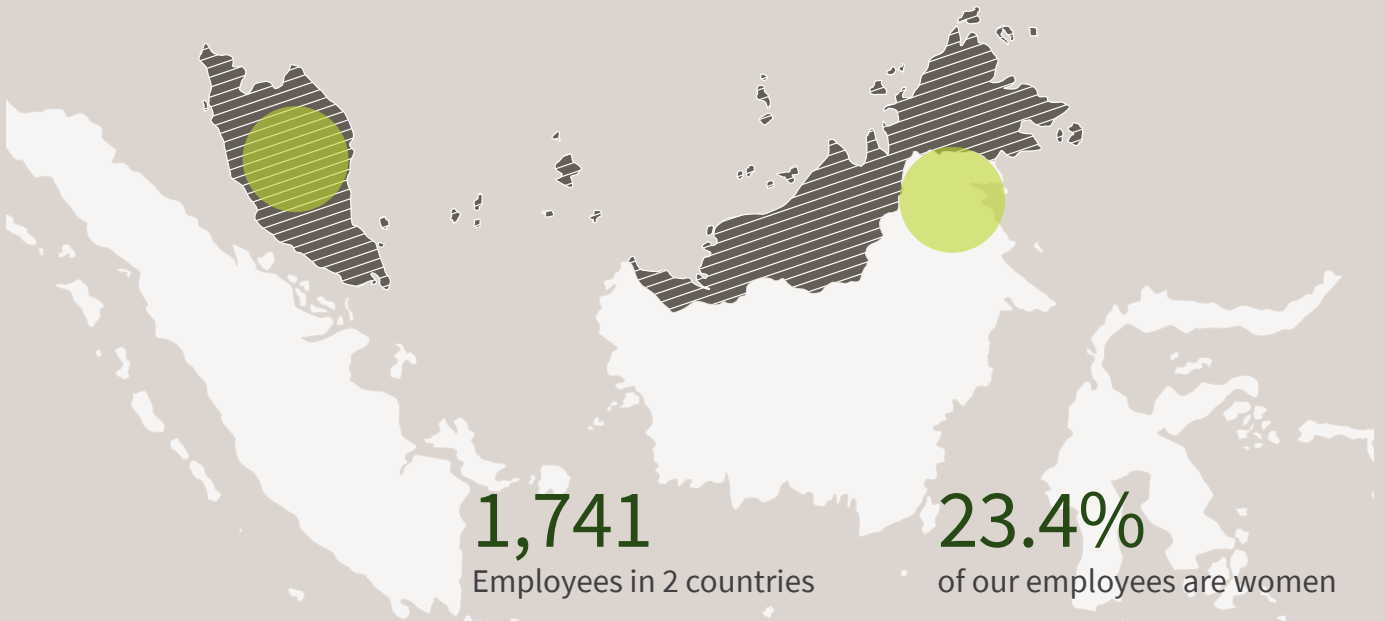 1,741
Employees in 2 countries
23.4%
of our employees are women